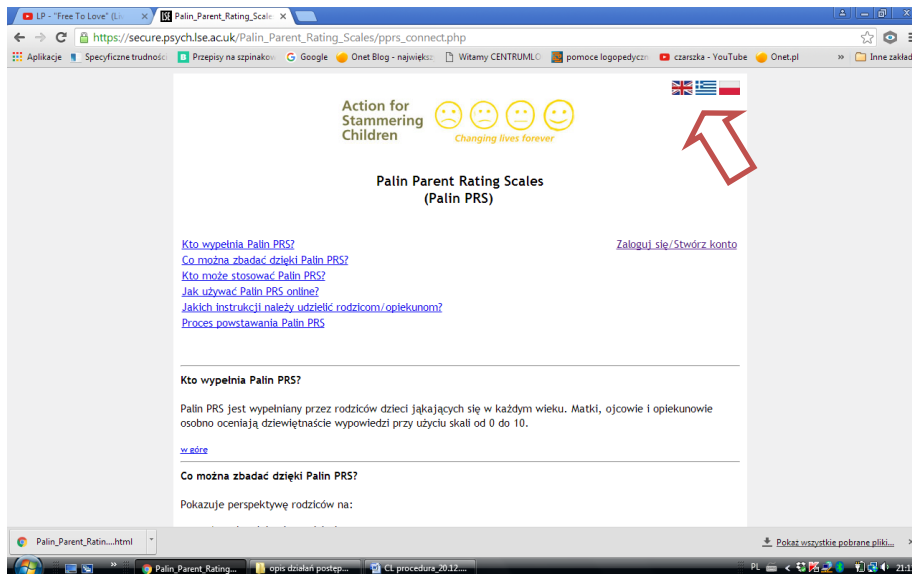 LP - "Free To Love" (Liv
Palin_Parent_Rating_Scale
https://secure.psych.lse.ac.uk/Palin_Parent_Rating_Scales/pprs_connect.php
Aplikacje Specyficzne trudności Przepisy na szpinakow Google Onet Blog - najwięks Witamy CENTRUMLO pomoce logopedyczn czarszka - YouTube Onet.pl » Inne zakład
Action for
Stammering
Children
Changing lives forever
Palin Parent Rating Scales
(Palin PRS)
Kto wypełnia Palin PRS? Zaloguj się/Stwórz konto
Co można zbadać dzięki Palin PRS?
Kto może stosować Palin PRS?
Jak używać Palin PRS online?
Jakich instrukcji należy udzielić rodzicom/opiekunom?
Proces powstawania Palin PRS
Kto wypełnia Palin PRS?
Palin PRS jest wypełniany przez rodziców dzieci jąkających się w każdym wieku. Matki, ojcowie i opiekunowie
osobno oceniają dziewiętnaście wypowiedzi przy użyciu skali od 0 do 10.
w górę
Co można zbadać dzięki Palin PRS?
Pokazuje perspektywę rodziców na:
Palin_Parent_Ratin....html Pokaż wszystkie pobrane pliki...
Palin_Parent_Rating... opis działań postęp... CL procedura_20.12.... PL